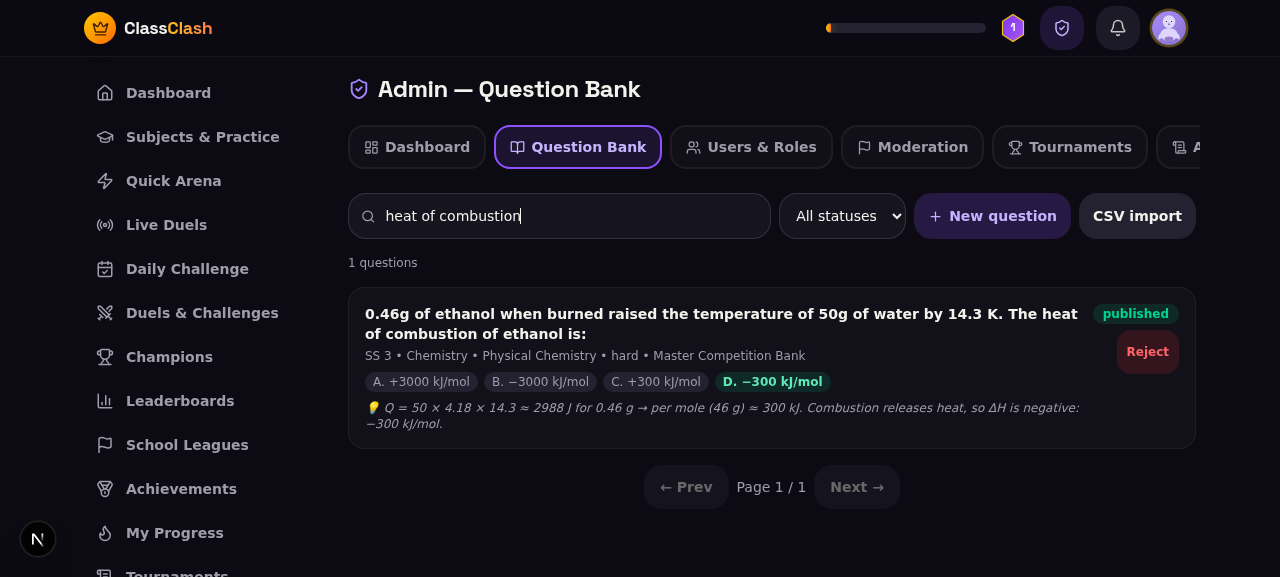 ClassClash
1
Dashboard
Subjects & Practice
Quick Arena
Live Duels
Daily Challenge
Duels & Challenges
Champions
Leaderboards
School Leagues
Achievements
My Progress
Tournaments
N
Admin — Question Bank
Dashboard
Question Bank
Users & Roles
Moderation
Tournaments
heat of combustion
All statuses
+ New question
CSV import
1 questions
0.46g of ethanol when burned raised the temperature of 50g of water by 14.3 K. The heat
of combustion of ethanol is:
published
Reject
SS 3 • Chemistry • Physical Chemistry • hard • Master Competition Bank
A. +3000 kJ/mol
B. −3000 kJ/mol
C. +300 kJ/mol
D. −300 kJ/mol
💡 Q = 50 × 4.18 × 14.3 ≈ 2988 J for 0.46 g → per mole (46 g) ≈ 300 kJ. Combustion releases heat, so ΔH is negative:
−300 kJ/mol.
← Prev
Page 1 / 1
Next →